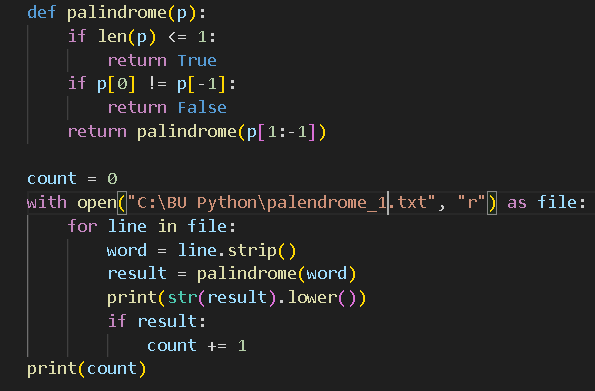 def palindrome(p):
    if len(p) <= 1:
        return True
    if p[0] != p[-1]:
        return False
    return palindrome(p[1:-1])

count = 0
with open("C:\BU Python\palendrome_1.txt", "r") as file:
    for line in file:
        word = line.strip()
        result = palindrome(word)
        print(str(result).lower())
        if result:
            count += 1
print(count)